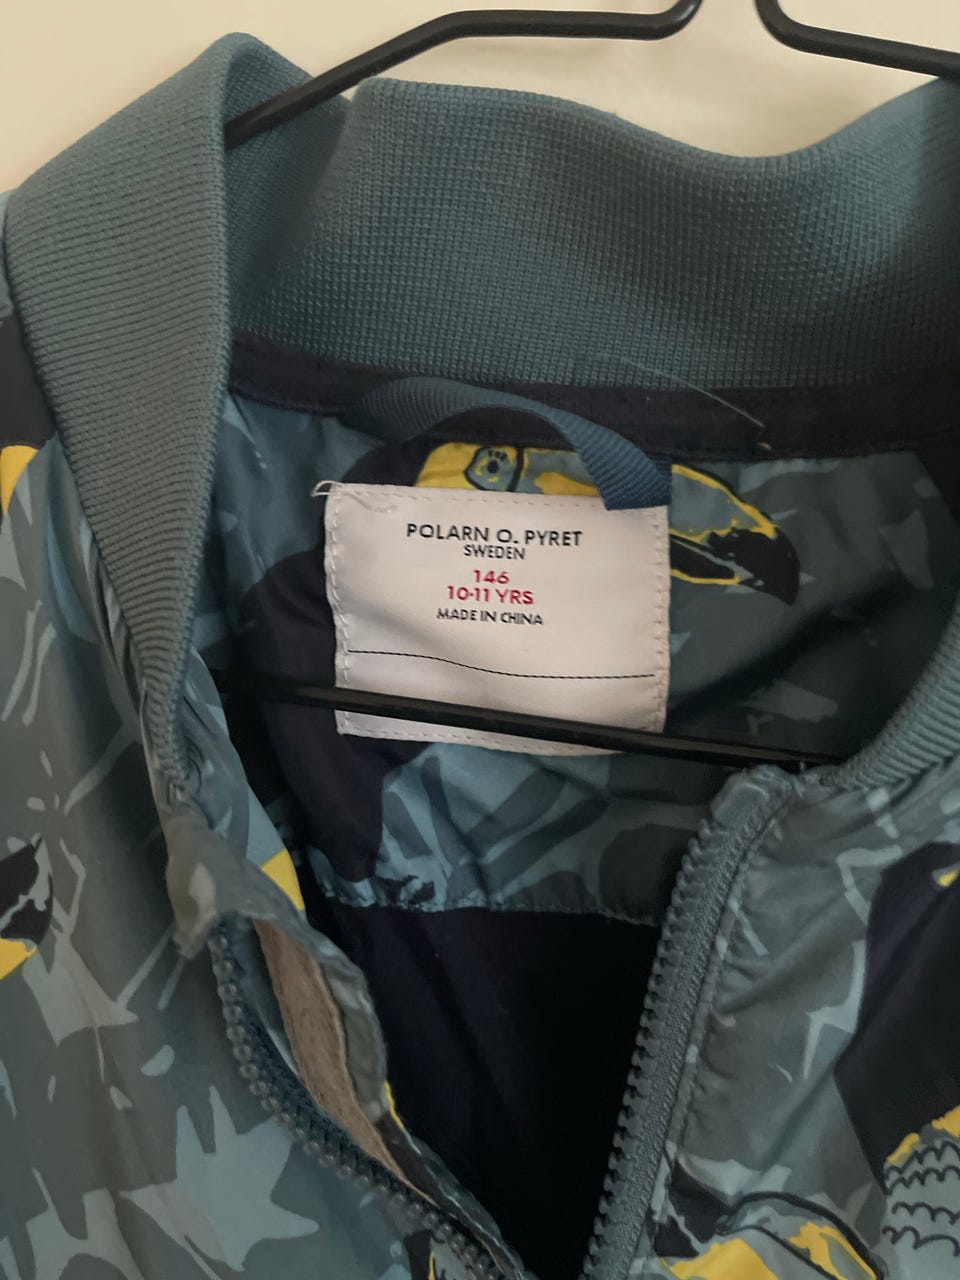 POLARN O. PYRET
SWEDEN
146
10-11 YRS
MADE IN CHINA